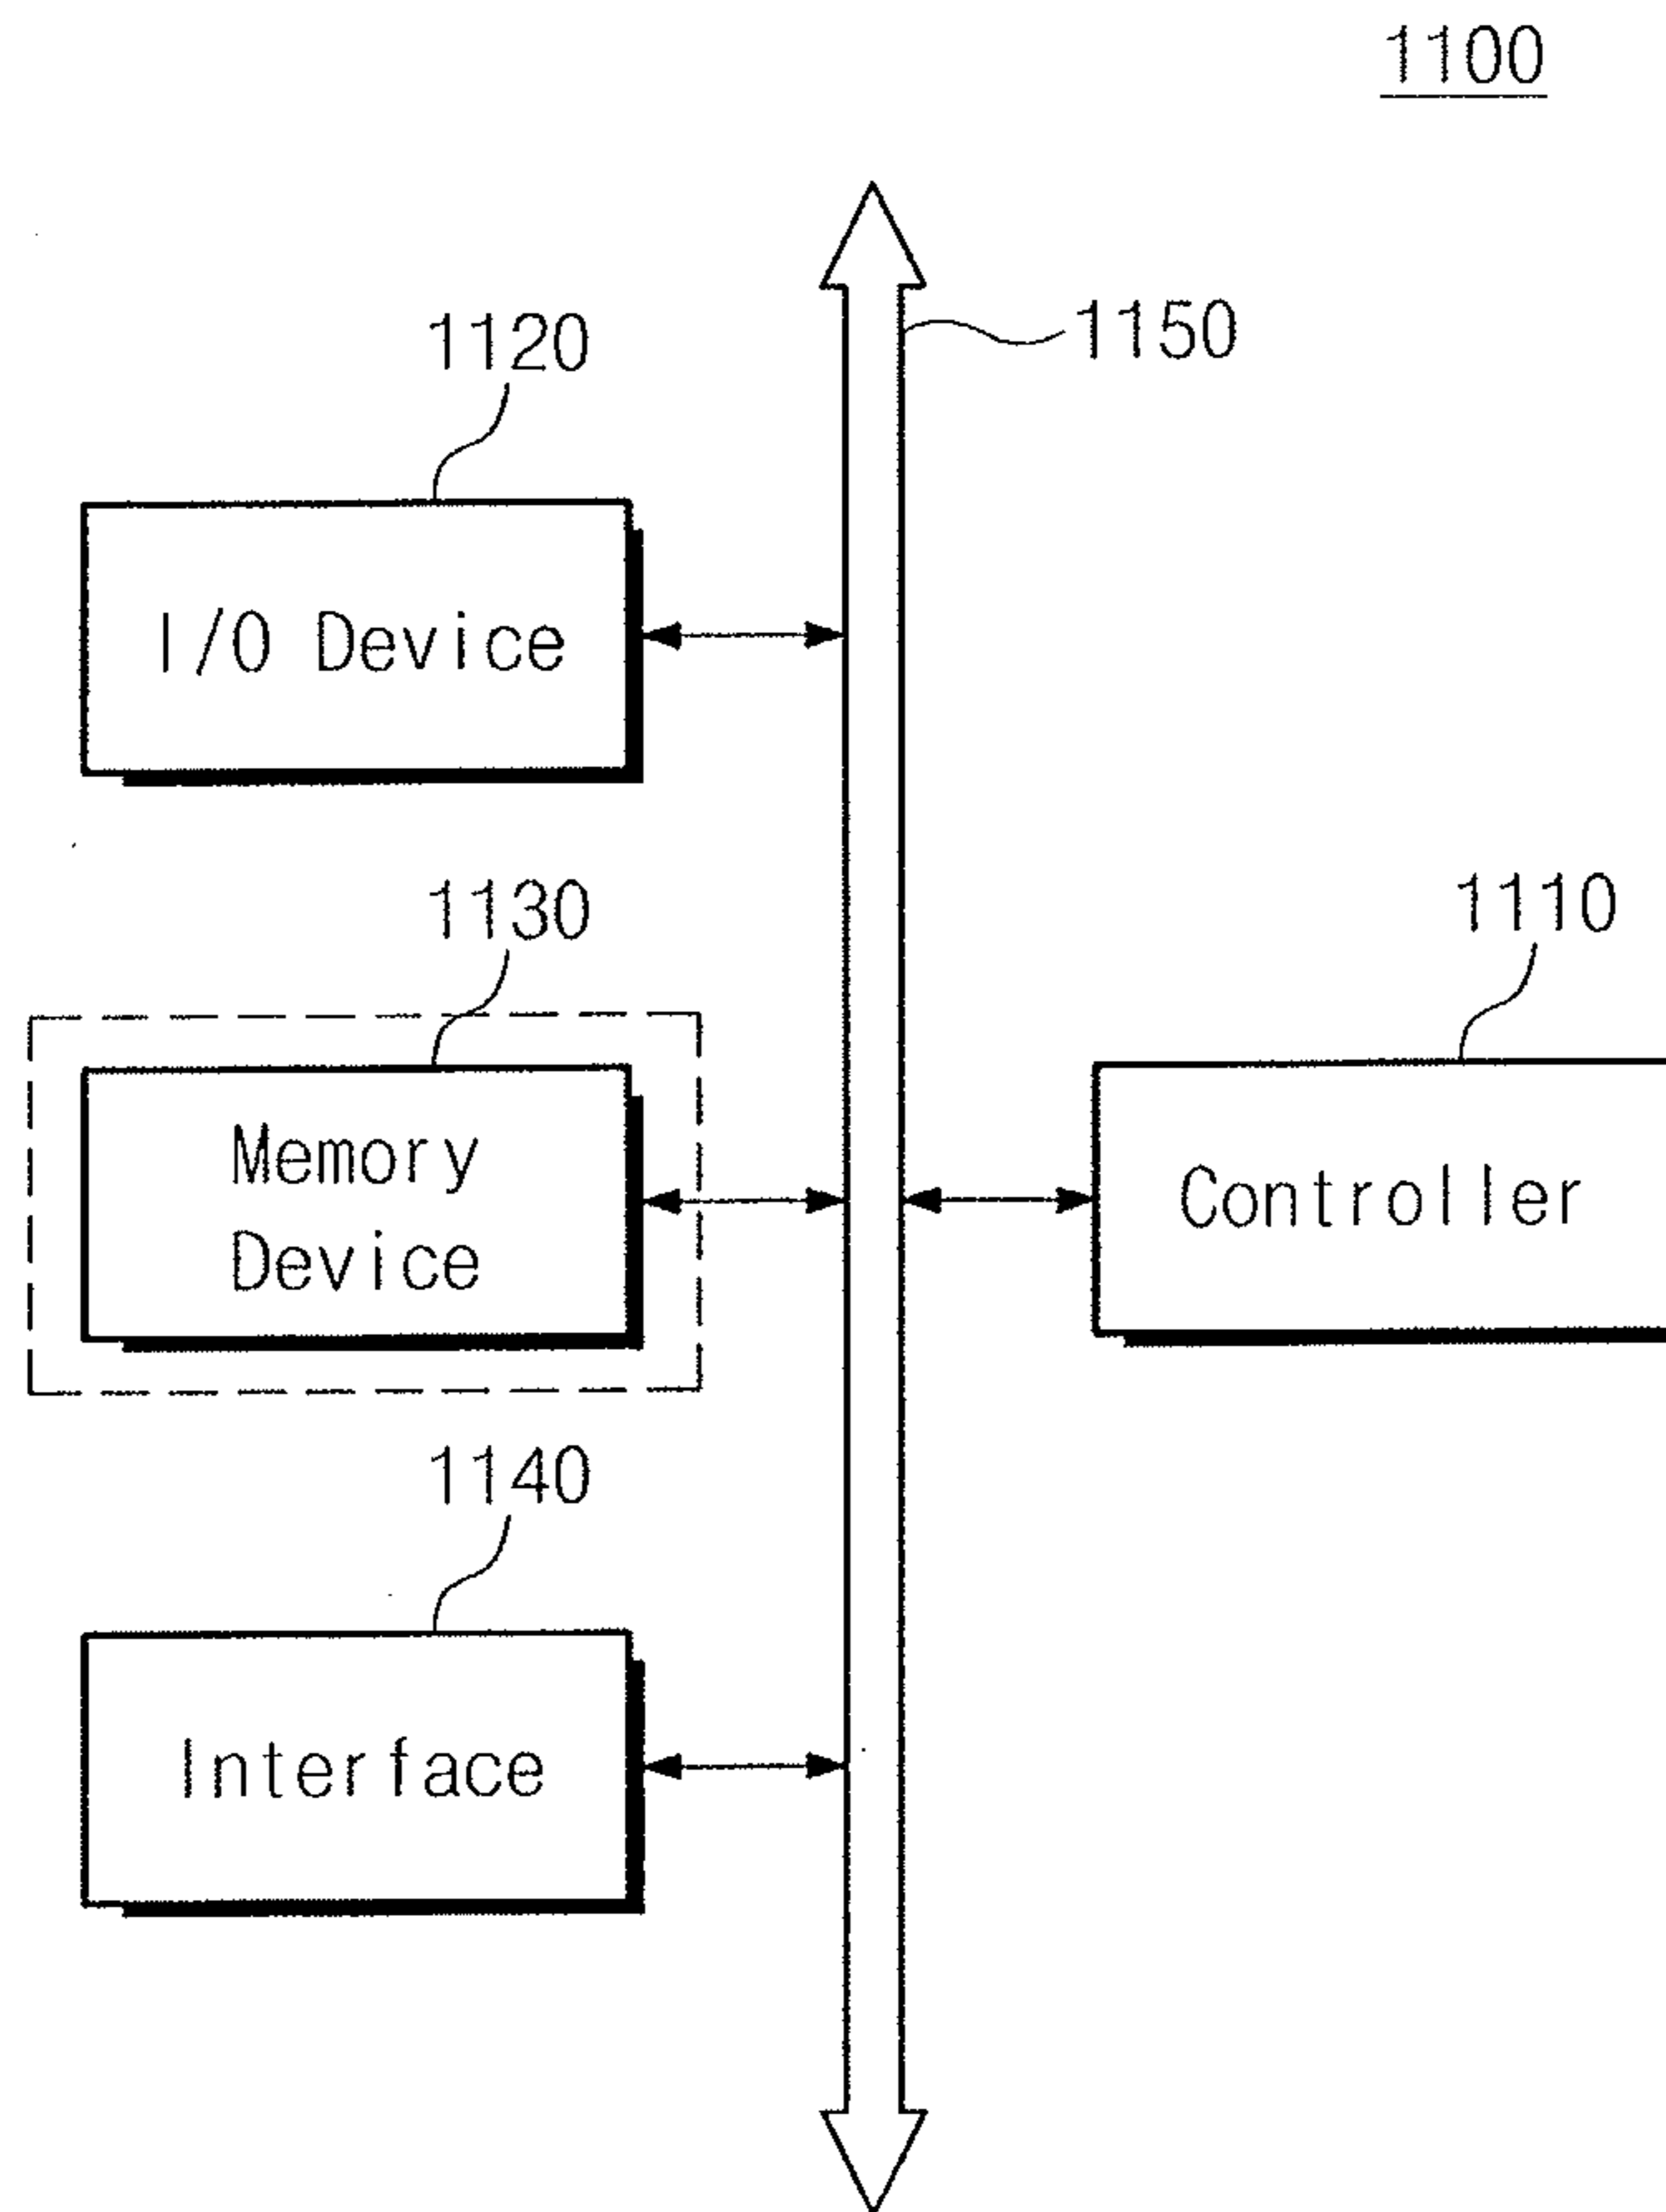 1100
1150
1120
I/O Device
1130
1110
Memory
Device
Controller
1140
Interface